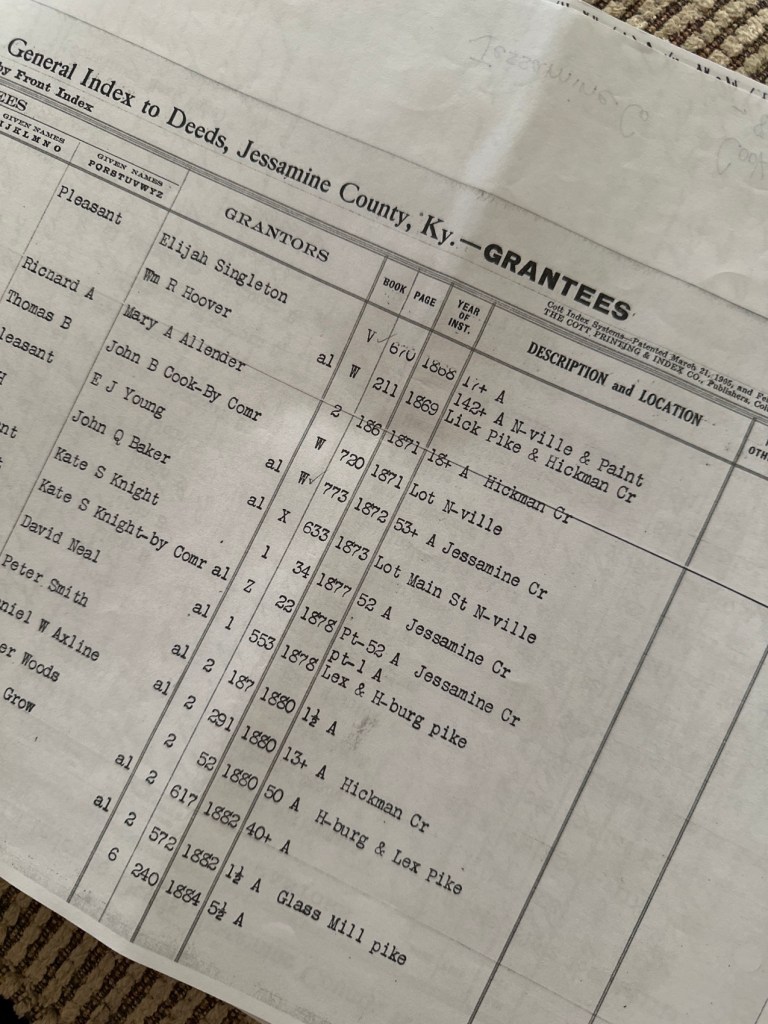 General Index to Deeds, Jessamine County, Ky.—GRANTEES
by Front Index
Cott Index Systems—Patented March 21, 1905, and
THE COTT PRINTING & INDEX CO., Publishers,
GIVEN NAMES
IJKLMNO
GIVEN NAMES
PQRSTUVWYZ
GRANTORS
BOOK
PAGE
YEAR
OF
INST.
DESCRIPTION and LOCATION
Pleasant Elijah Singleton V 670 1868 17+ A
Wm R Hoover al W 211 1869 142+ A N-ville & Paint
Lick Pike & Hickman Cr
Richard A Mary A Allender 2 186 1871 18+ A Hickman Cr
Thomas B John B Cook-By Comr W 720 1871 Lot N-ville
leasant E J Young al W 773 1872 53+ A Jessamine Cr
H John Q Baker al X 633 1873 Lot Main St N-ville
nt Kate S Knight 1 34 1877 52 A Jessamine Cr
Kate S Knight-by Comr al Z 22 1878 Pt-52 A Jessamine Cr
David Neal al 1 553 1878 pt-1 A
Lex & H-burg pike
Peter Smith al 2 187 1880 1½ A
niel W Axline al 2 291 1880 13+ A Hickman Cr
er Woods 2 52 1880 50 A H-burg & Lex Pike
Grow al 2 617 1882 40+ A
al 2 572 1882 1½ A Glass Mill pike
6 240 1884 5½ A